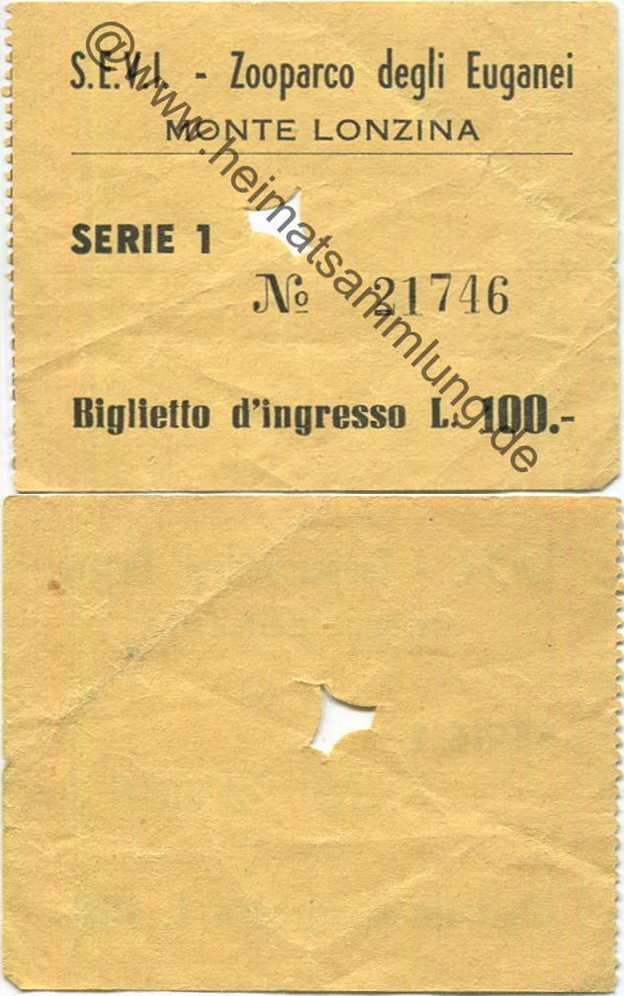 S.E.V.I. - Zooparco degli Euganei
MONTE LONZINA
SERIE 1
№ 21746
Biglietto d'ingresso L. 100.-
@www.heimatsammlung.de